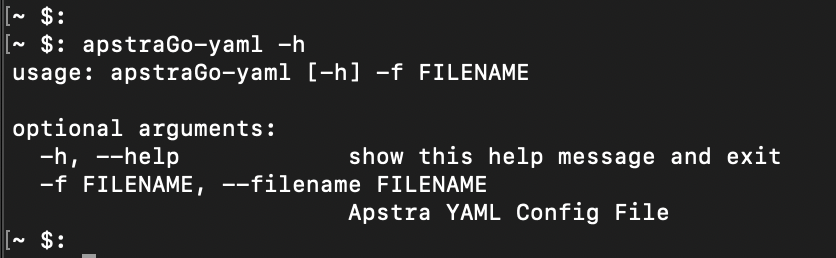 [~ $:
[~ $: apstraGo-yaml -h
usage: apstraGo-yaml [-h] -f FILENAME
optional arguments:
-h, --help show this help message and exit
-f FILENAME, --filename FILENAME
Apstra YAML Config File
[~ $: